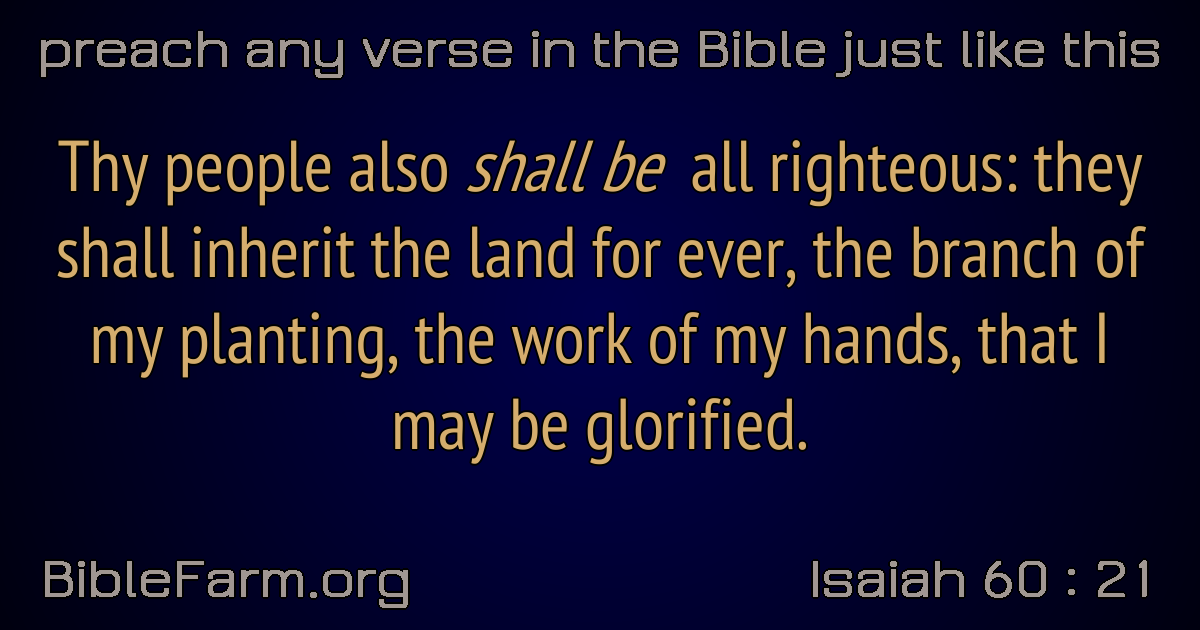 preach any verse in the Bible just like this
Thy people also shall be all righteous: they
shall inherit the land for ever, the branch of
my planting, the work of my hands, that I
may be glorified.
BibleFarm.org
Isaiah 60 : 21